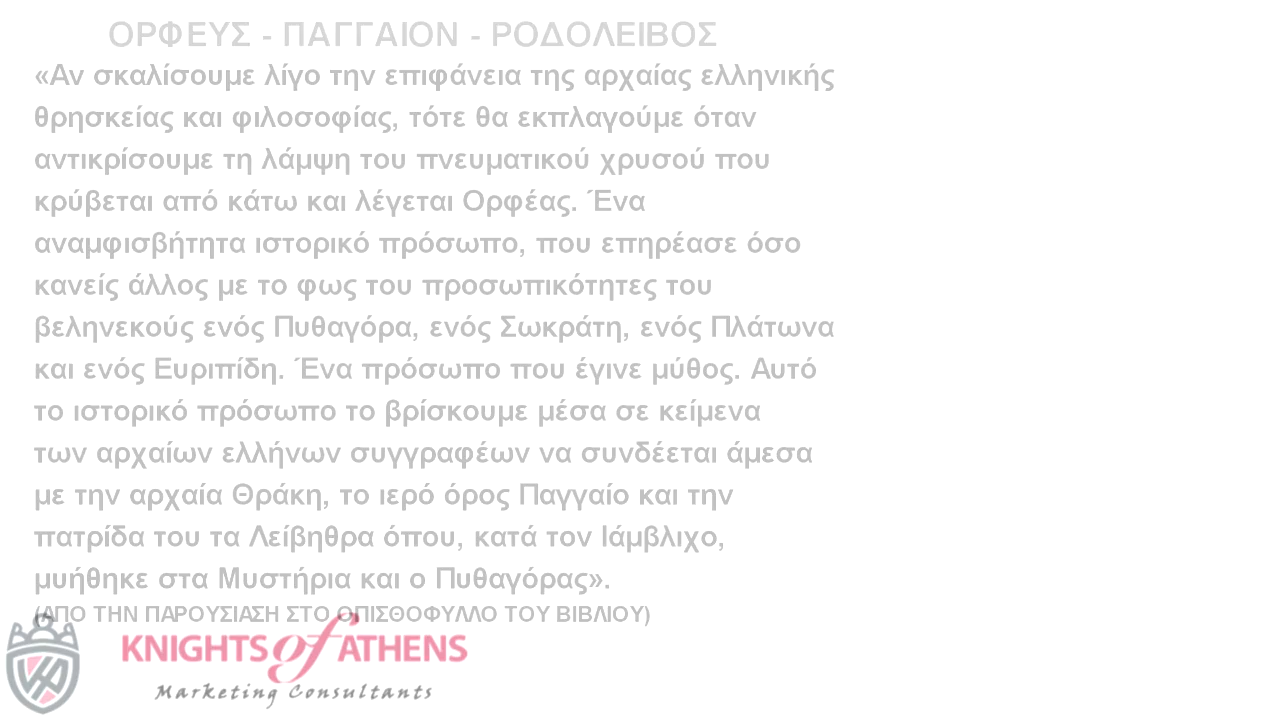 ΟΡΦΕΥΣ - ΠΑΓΓΑΙΟΝ - ΡΟΔΟΛΕΙΒΟΣ
«Αν σκαλίσουμε λίγο την επιφάνεια της αρχαίας ελληνικής
θρησκείας και φιλοσοφίας, τότε θα εκπλαγούμε όταν
αντικρίσουμε τη λάμψη του πνευματικού χρυσού που
κρύβεται από κάτω και λέγεται Ορφέας. Ένα
αναμφισβήτητα ιστορικό πρόσωπο, που επηρέασε όσο
κανείς άλλος με το φως του προσωπικότητες του
βεληνεκούς ενός Πυθαγόρα, ενός Σωκράτη, ενός Πλάτωνα
και ενός Ευριπίδη. Ένα πρόσωπο που έγινε μύθος. Αυτό
το ιστορικό πρόσωπο το βρίσκουμε μέσα σε κείμενα
των αρχαίων ελλήνων συγγραφέων να συνδέεται άμεσα
με την αρχαία Θράκη, το ιερό όρος Παγγαίο και την
πατρίδα του τα Λείβηθρα όπου, κατά τον Ιάμβλιχο,
μυήθηκε στα Μυστήρια και ο Πυθαγόρας».
(ΑΠΟ ΤΗΝ ΠΑΡΟΥΣΙΑΣΗ ΣΤΟ ΟΠΙΣΘΟΦΥΛΛΟ ΤΟΥ ΒΙΒΛΙΟΥ)
KNIGHTS of ATHENS
Marketing Consultants